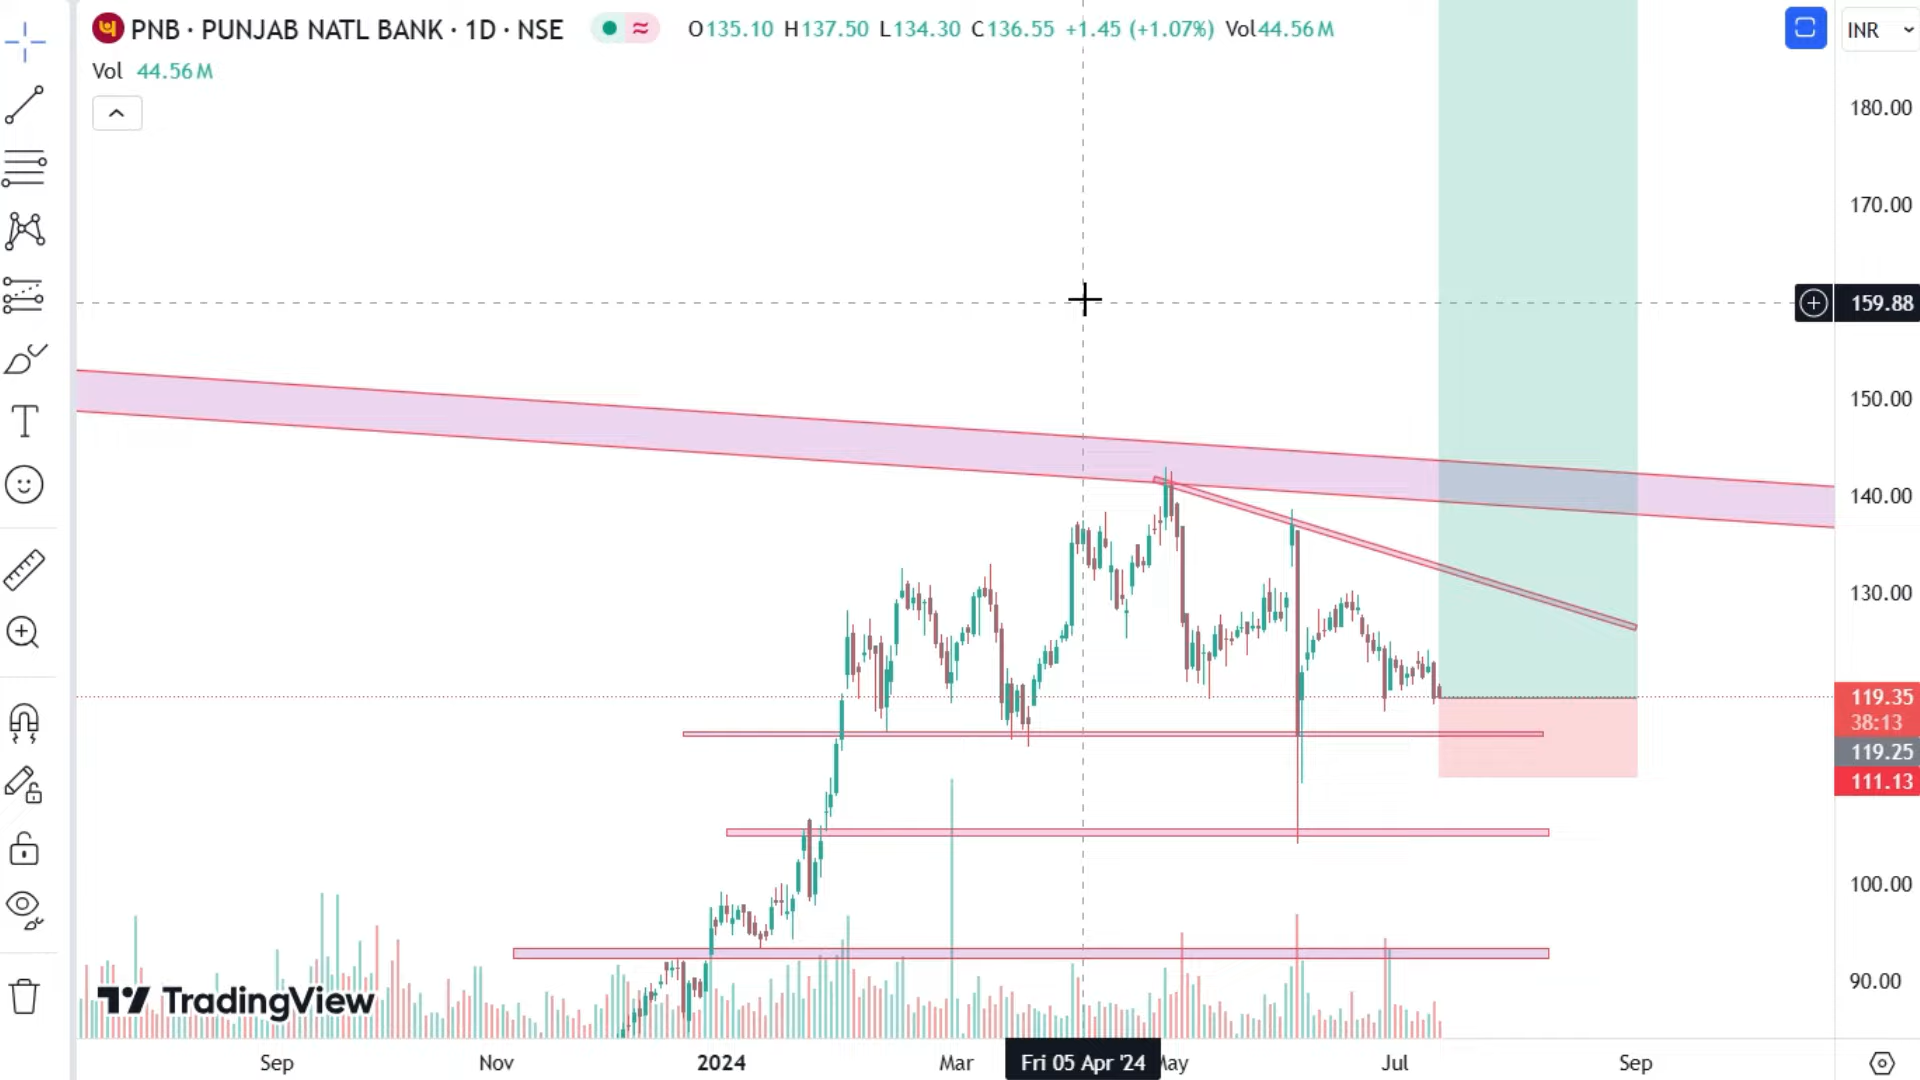 PNB · PUNJAB NATL BANK · 1D · NSE O135.10 H137.50 L134.30 C136.55 +1.45 (+1.07%) Vol44.56M
INR
Vol 44.56M
180.00
170.00
159.88
150.00
140.00
130.00
119.35
38:13
119.25
111.13
100.00
90.00
TradingView
Sep Nov 2024 Mar Fri 05 Apr '24 May Jul Sep